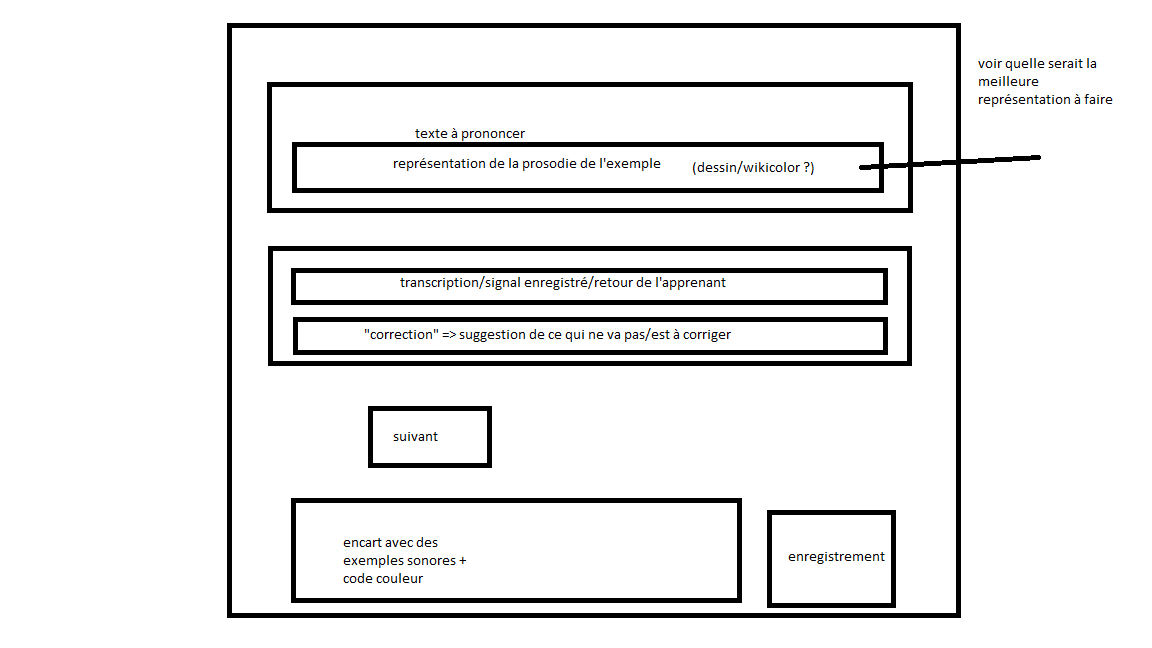 voir quelle serait la
meilleure
représentation à faire
texte à prononcer
représentation de la prosodie de l'exemple (dessin/wikicolor ?)
transcription/signal enregistré/retour de l'apprenant
"correction" => suggestion de ce qui ne va pas/est à corriger
suivant
encart avec des
exemples sonores +
code couleur
enregistrement